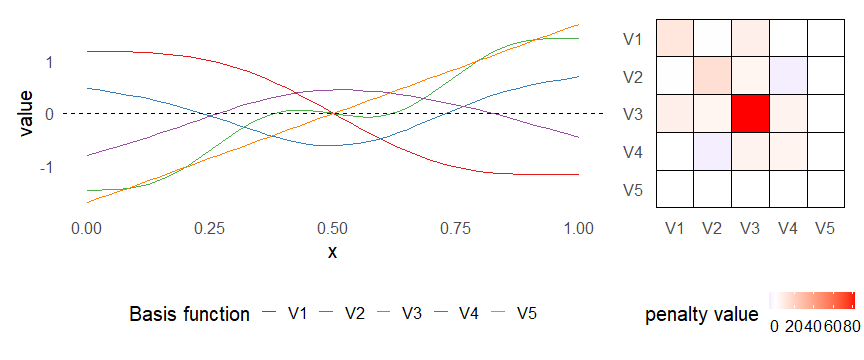 value
1
0
-1
0.00 0.25 0.50 0.75 1.00
x
Basis function V1 V2 V3 V4 V5
V1
V2
V3
V4
V5
V1 V2 V3 V4 V5
penalty value
0 20406080